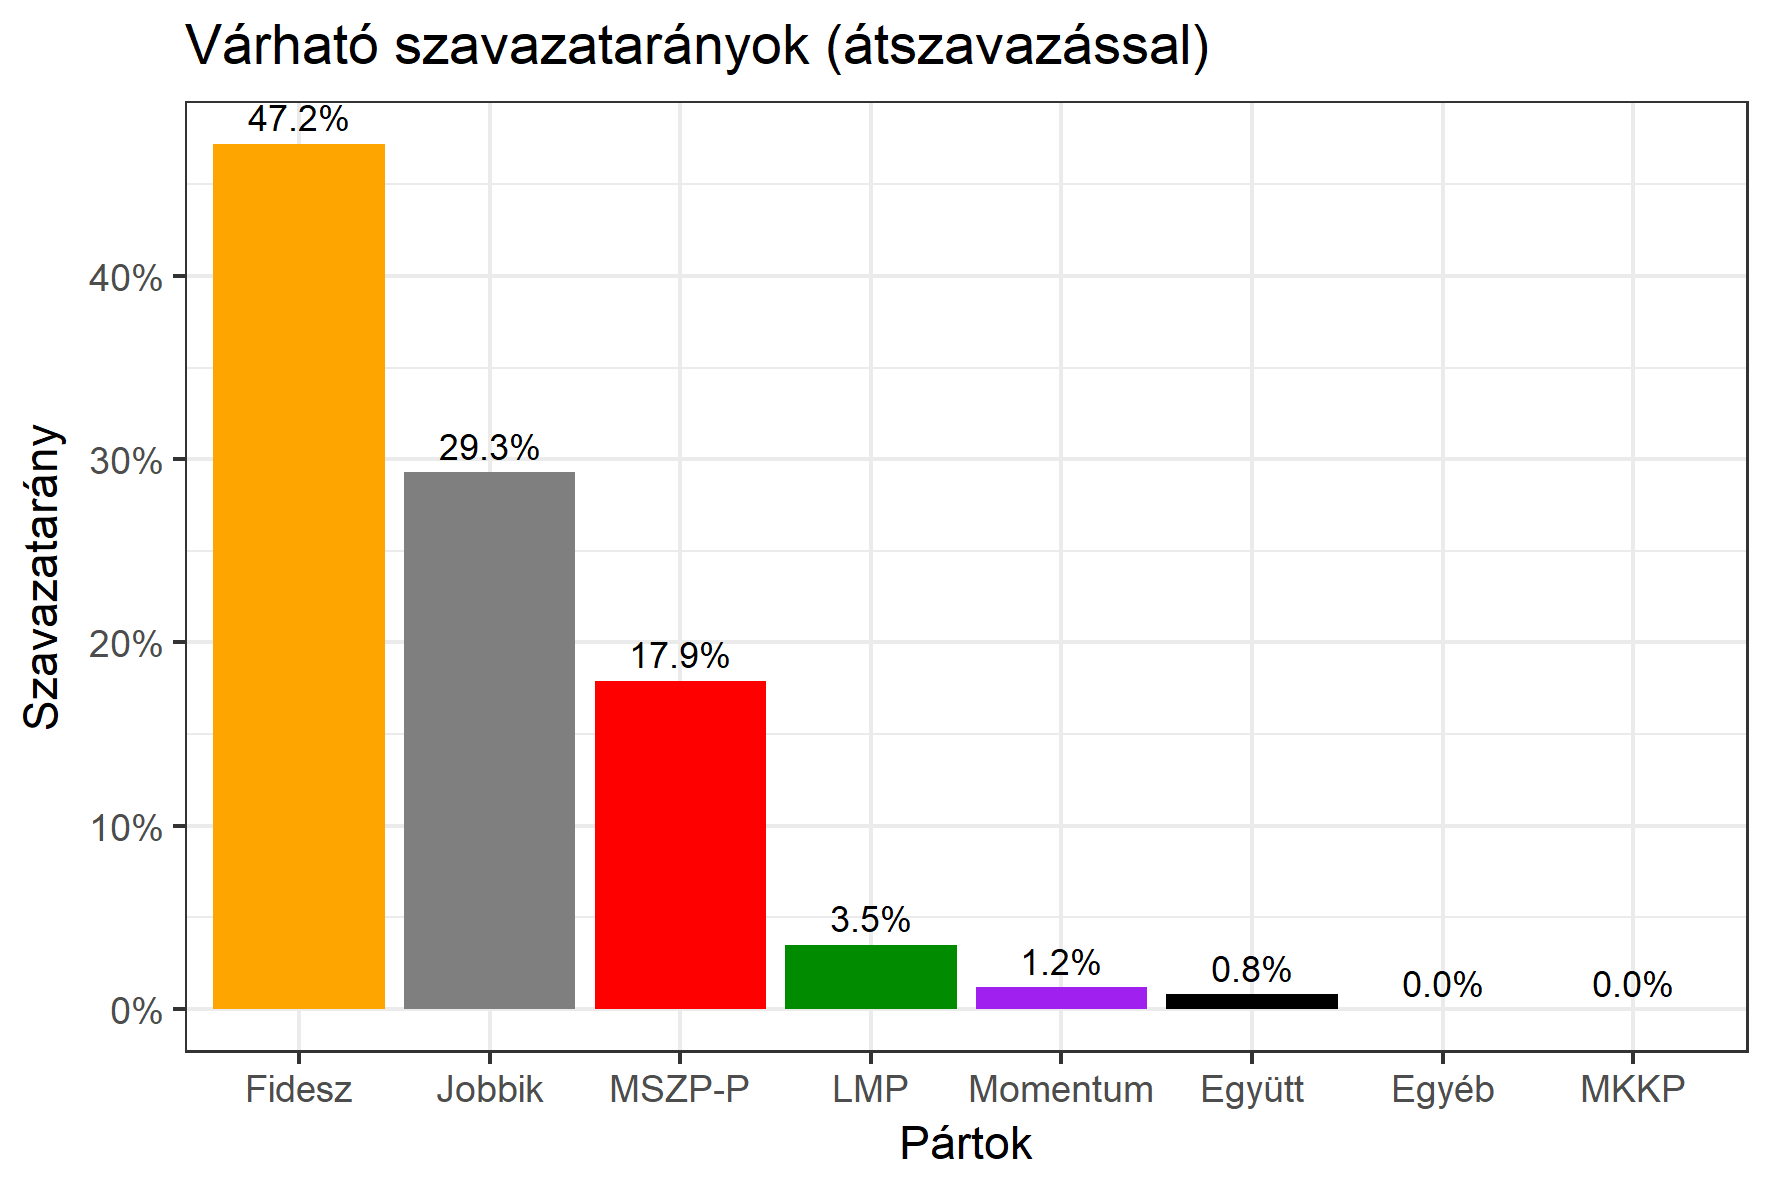 Várható szavazatarányok (átszavazással)
47.2%
29.3%
17.9%
3.5%
1.2%
0.8%
0.0%
0.0%
40%
30%
20%
10%
0%
Szavazatarány
Fidesz
Jobbik
MSZP-P
LMP
Momentum
Együtt
Egyéb
MKKP
Pártok